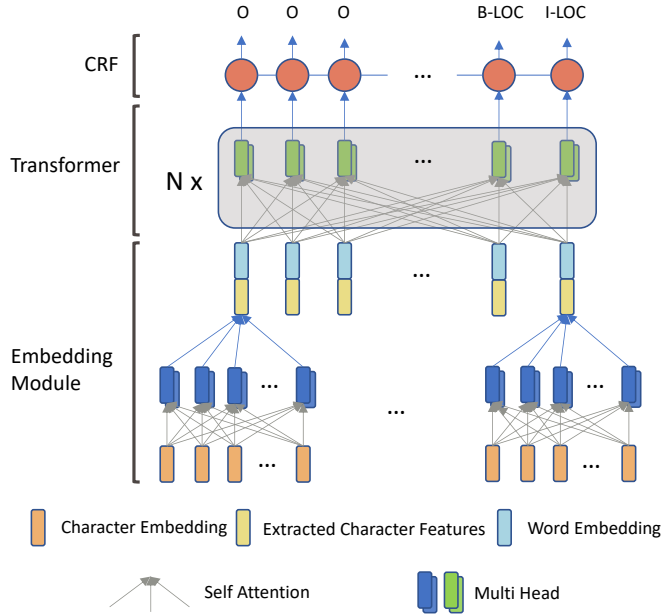 O O O B-LOC I-LOC
CRF
...
Transformer
N x
...
...
Embedding
Module
... ...
...
... ...
Character Embedding Extracted Character Features Word Embedding
Self Attention Multi Head